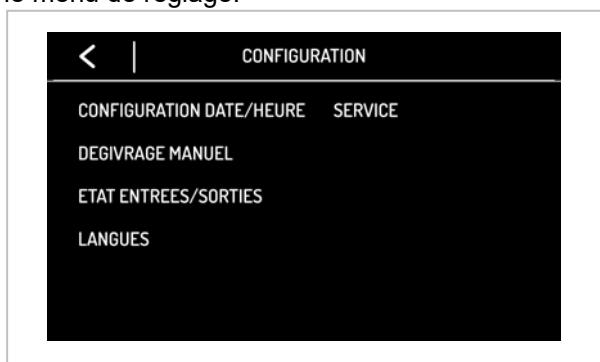 le menu de réglage.
CONFIGURATION
CONFIGURATION DATE/HEURE SERVICE
DEGIVRAGE MANUEL
ETAT ENTREES/SORTIES
LANGUES